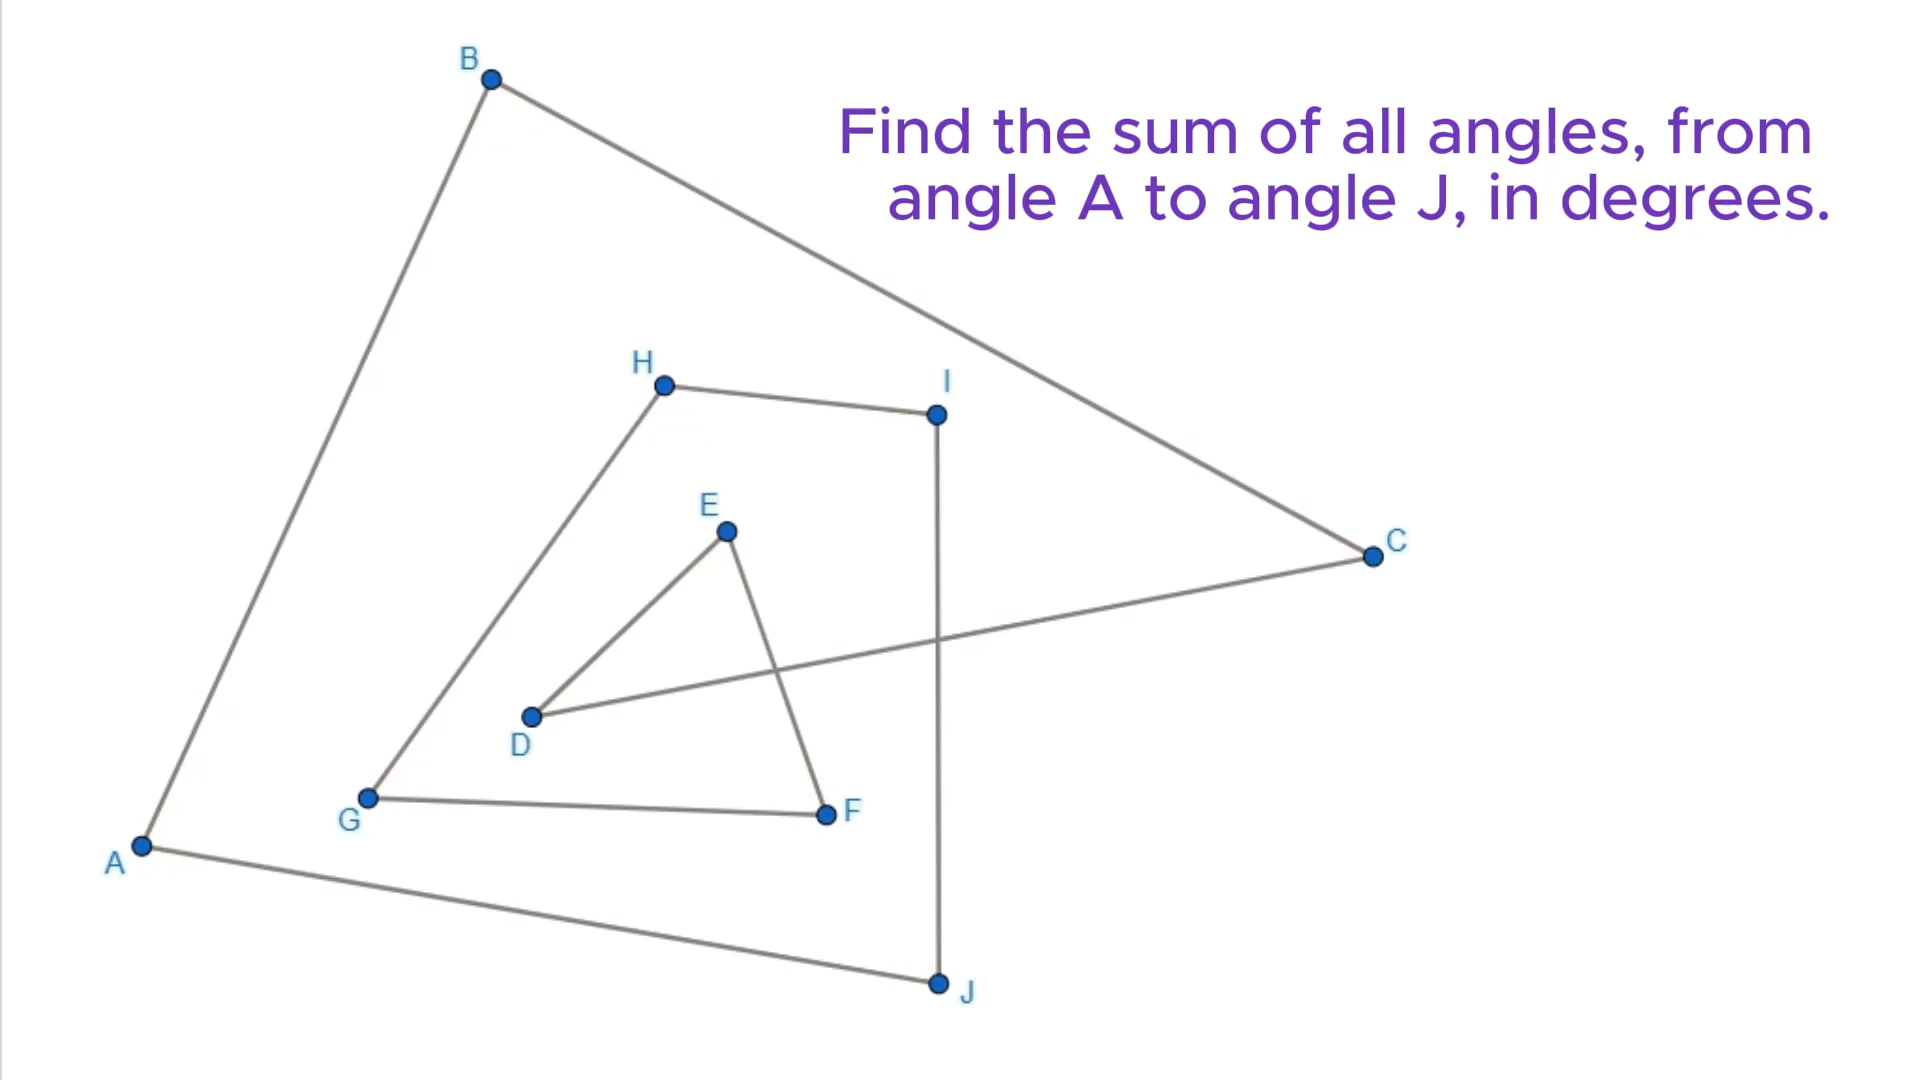 B
Find the sum of all angles, from
angle A to angle J, in degrees.
H
I
E
C
D
G
F
A
J